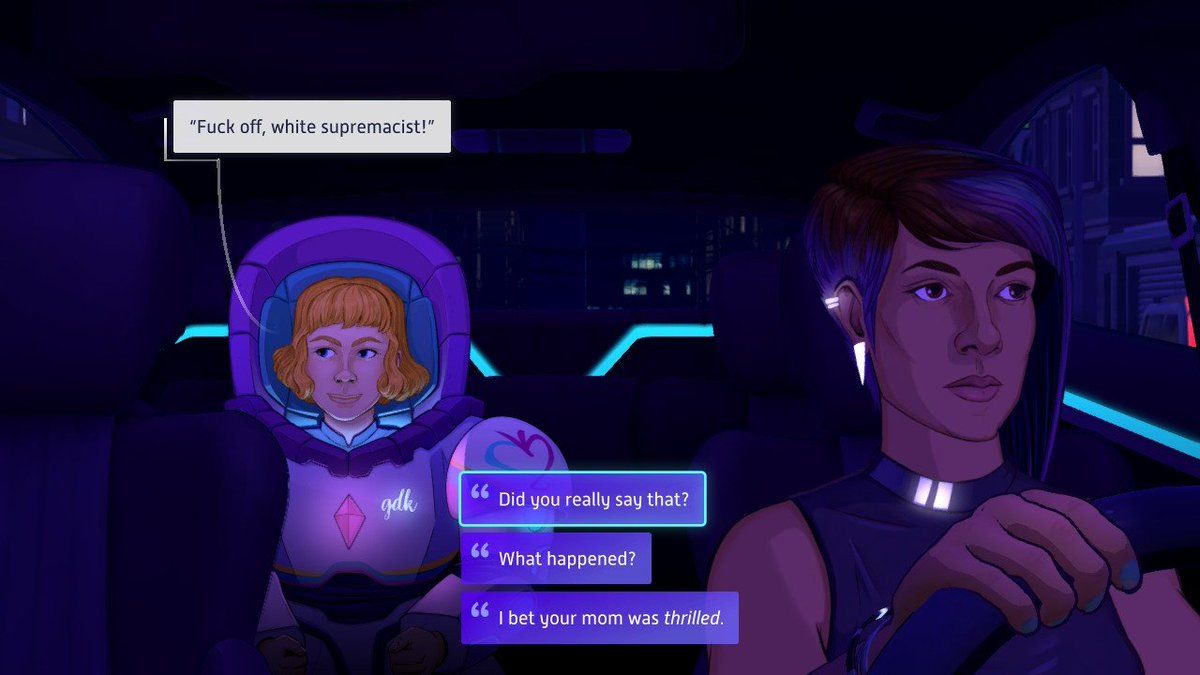 “Fuck off, white supremacist!”
gdk
“ Did you really say that?
“ What happened?
“ I bet your mom was thrilled.